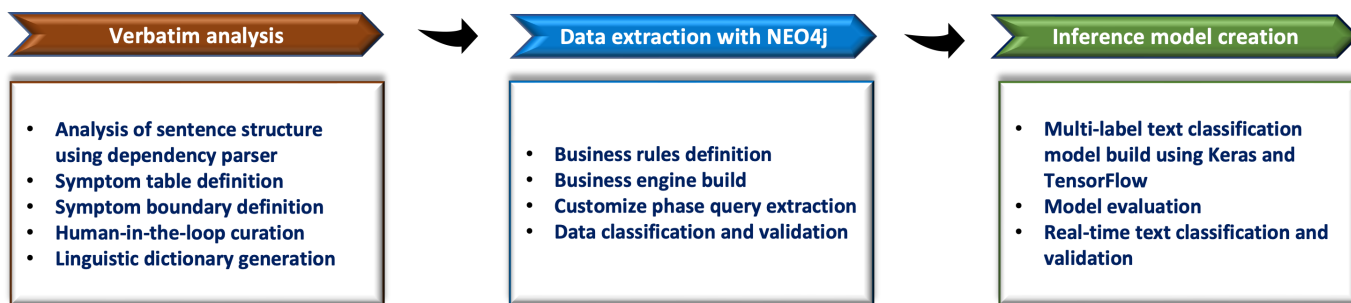 Verbatim analysis
Analysis of sentence structure
using dependency parser
Symptom table definition
Symptom boundary definition
Human-in-the-loop curation
Linguistic dictionary generation
Data extraction with NEO4j
Business rules definition
Business engine build
Customize phase query extraction
Data classification and validation
Inference model creation
Multi-label text classification
model build using Keras and
TensorFlow
Model evaluation
Real-time text classification and
validation